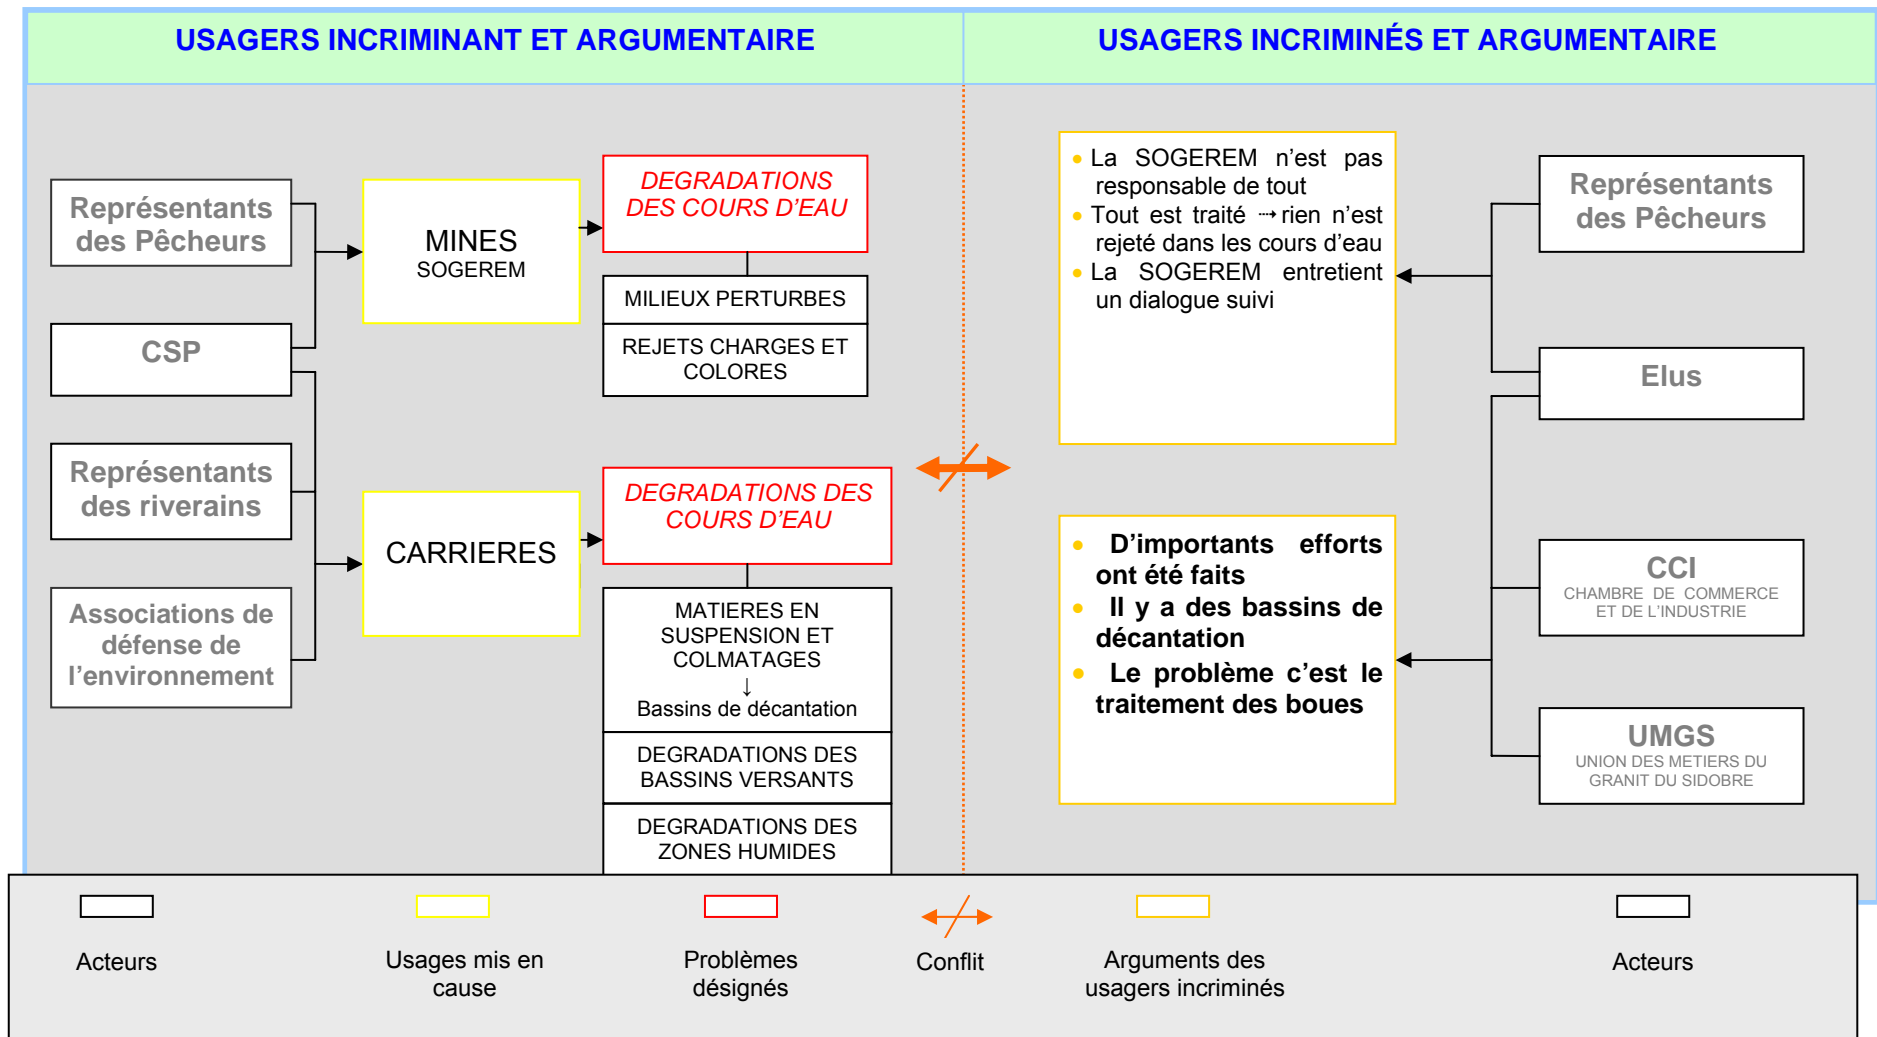 USAGERS INCRIMINANT ET ARGUMENTAIRE
USAGERS INCRIMINÉS ET ARGUMENTAIRE
Représentants
des Pêcheurs
CSP
Représentants
des riverains
Associations de
défense de
l'environnement
MINES
SOGEREM
CARRIERES
DEGRADATIONS
DES COURS D'EAU
MILIEUX PERTURBES
REJETS CHARGES ET
COLORES
DEGRADATIONS DES
COURS D'EAU
MATIERES EN
SUSPENSION ET
COLMATAGES
↓
Bassins de décantation
DEGRADATIONS DES
BASSINS VERSANTS
DEGRADATIONS DES
ZONES HUMIDES
• La SOGEREM n'est pas
responsable de tout
• Tout est traité ⇢ rien n'est
rejeté dans les cours d'eau
• La SOGEREM entretient
un dialogue suivi
• D'importants efforts
ont été faits
• Il y a des bassins de
décantation
• Le problème c'est le
traitement des boues
Représentants
des Pêcheurs
Elus
CCI
CHAMBRE DE COMMERCE
ET DE L'INDUSTRIE
UMGS
UNION DES METIERS DU
GRANIT DU SIDOBRE
Acteurs
Usages mis en
cause
Problèmes
désignés
Conflit
Arguments des
usagers incriminés
Acteurs